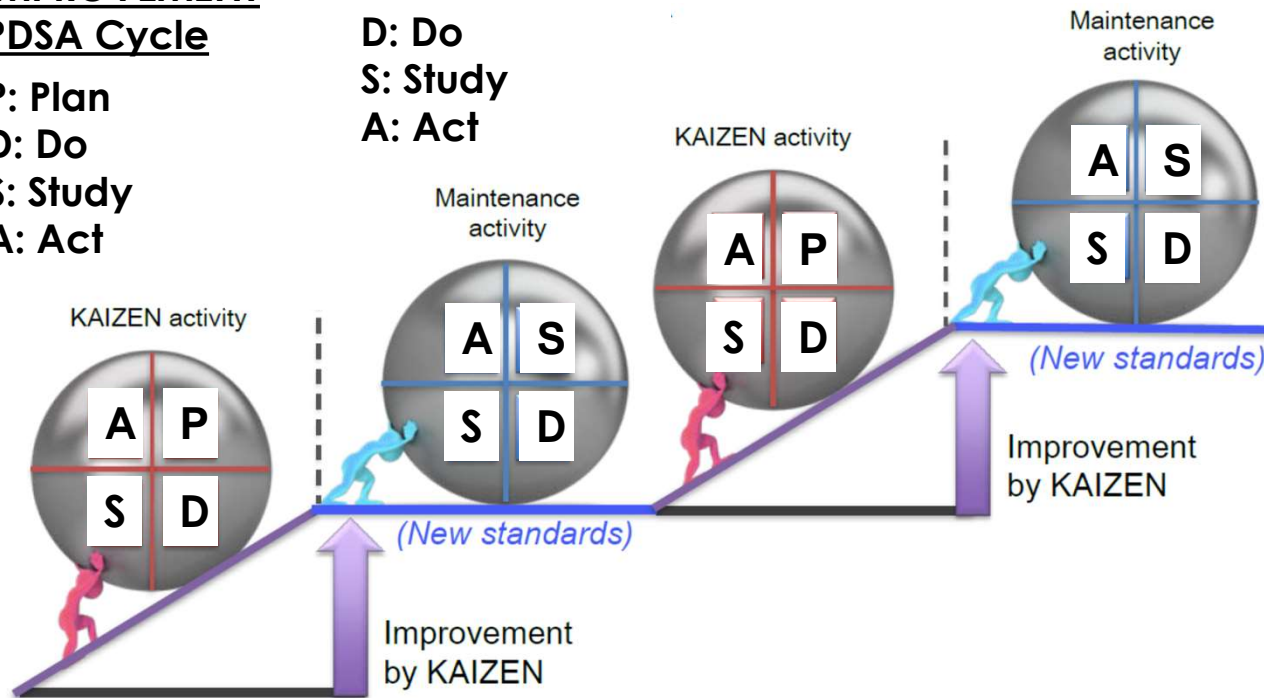 PDSA Cycle
P: Plan
D: Do
S: Study
A: Act
D: Do
S: Study
A: Act
KAIZEN activity
A P
S D
Maintenance
activity
A S
S D
(New standards)
Improvement
by KAIZEN
KAIZEN activity
A P
S D
Maintenance
activity
A S
S D
(New standards)
Improvement
by KAIZEN